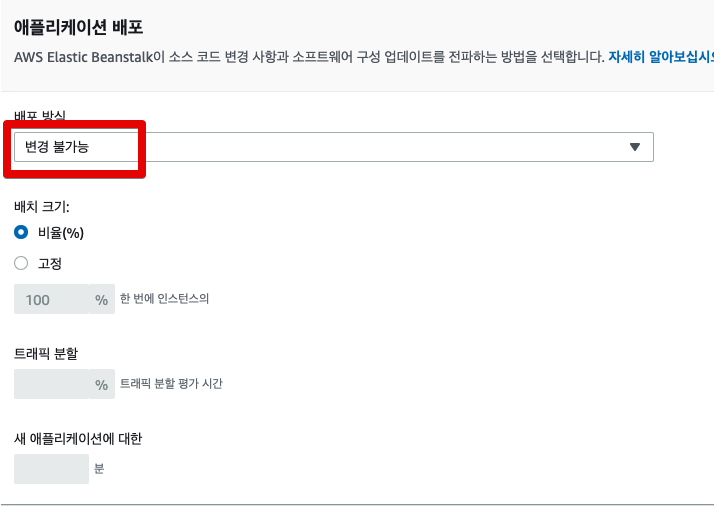 애플리케이션 배포
AWS Elastic Beanstalk이 소스 코드 변경 사항과 소프트웨어 구성 업데이트를 전파하는 방법을 선택합니다. 자세히 알아보십시오
배포 방식
변경 불가능
배치 크기:
비율(%)
고정
100 % 한 번에 인스턴스의
트래픽 분할
% 트래픽 분할 평가 시간
새 애플리케이션에 대한
분